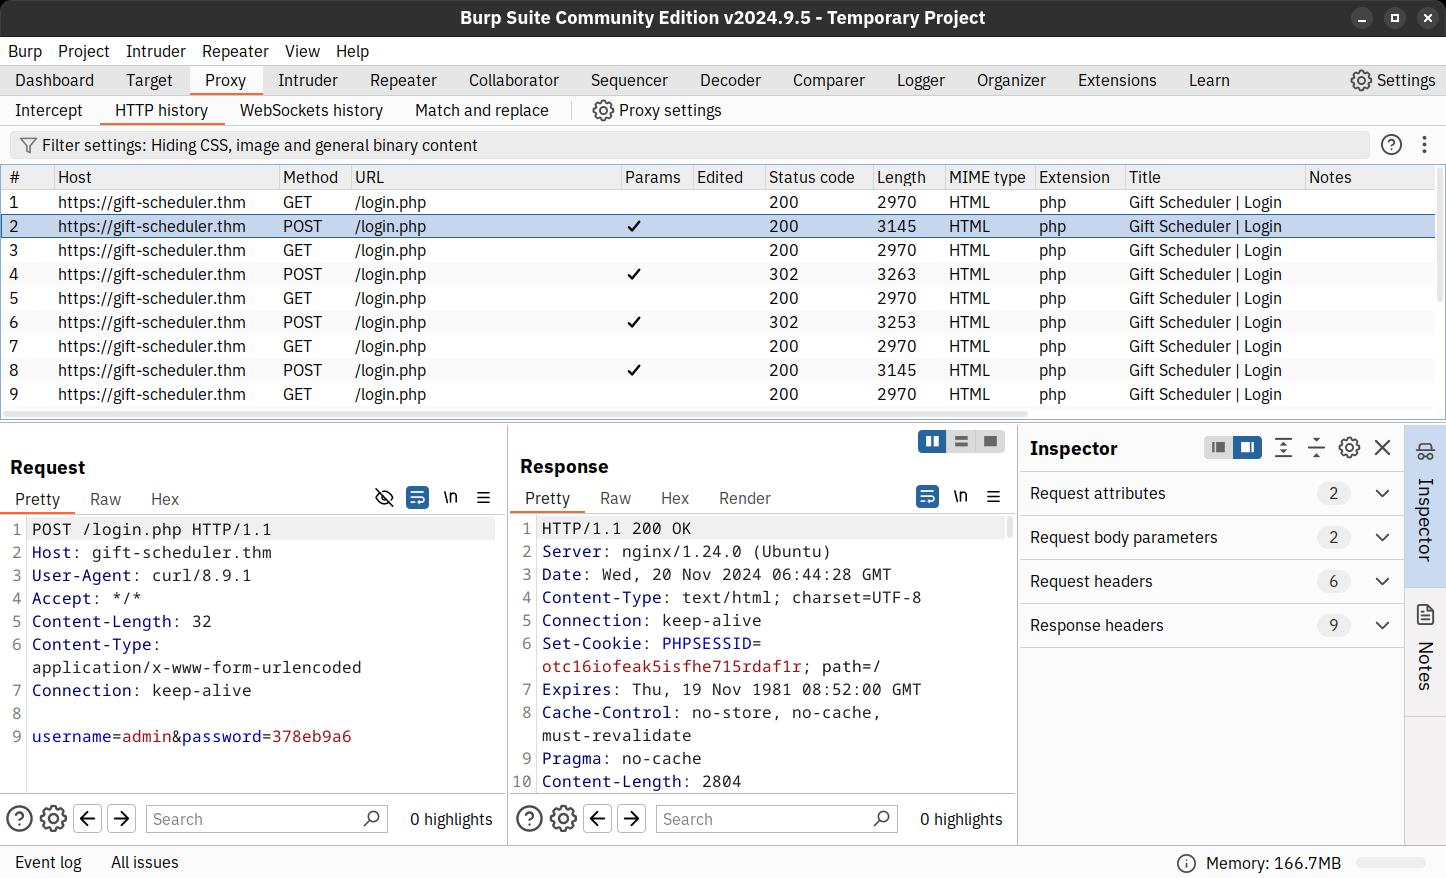 Burp Suite Community Edition v2024.9.5 - Temporary Project
Burp Project Intruder Repeater View Help
Dashboard Target Proxy Intruder Repeater Collaborator Sequencer Decoder Comparer Logger Organizer Extensions Learn Settings
Intercept HTTP history WebSockets history Match and replace Proxy settings
Filter settings: Hiding CSS, image and general binary content
# Host Method URL Params Edited Status code Length MIME type Extension Title Notes
1 https://gift-scheduler.thm GET /login.php 200 2970 HTML php Gift Scheduler | Login
2 https://gift-scheduler.thm POST /login.php ✓ 200 3145 HTML php Gift Scheduler | Login
3 https://gift-scheduler.thm GET /login.php 200 2970 HTML php Gift Scheduler | Login
4 https://gift-scheduler.thm POST /login.php ✓ 302 3263 HTML php Gift Scheduler | Login
5 https://gift-scheduler.thm GET /login.php 200 2970 HTML php Gift Scheduler | Login
6 https://gift-scheduler.thm POST /login.php ✓ 302 3253 HTML php Gift Scheduler | Login
7 https://gift-scheduler.thm GET /login.php 200 2970 HTML php Gift Scheduler | Login
8 https://gift-scheduler.thm POST /login.php ✓ 200 3145 HTML php Gift Scheduler | Login
9 https://gift-scheduler.thm GET /login.php 200 2970 HTML php Gift Scheduler | Login
Request
Pretty Raw Hex \n
1 POST /login.php HTTP/1.1
2 Host: gift-scheduler.thm
3 User-Agent: curl/8.9.1
4 Accept: */*
5 Content-Length: 32
6 Content-Type:
application/x-www-form-urlencoded
7 Connection: keep-alive
8
9 username=admin&password=378eb9a6
Search 0 highlights
Response
Pretty Raw Hex Render \n
1 HTTP/1.1 200 OK
2 Server: nginx/1.24.0 (Ubuntu)
3 Date: Wed, 20 Nov 2024 06:44:28 GMT
4 Content-Type: text/html; charset=UTF-8
5 Connection: keep-alive
6 Set-Cookie: PHPSESSID=
otc16iofeak5isfhe715rdaf1r; path=/
7 Expires: Thu, 19 Nov 1981 08:52:00 GMT
8 Cache-Control: no-store, no-cache,
must-revalidate
9 Pragma: no-cache
10 Content-Length: 2804
Search 0 highlights
Inspector
Request attributes 2
Request body parameters 2
Request headers 6
Response headers 9
Inspector
Notes
Event log All issues Memory: 166.7MB